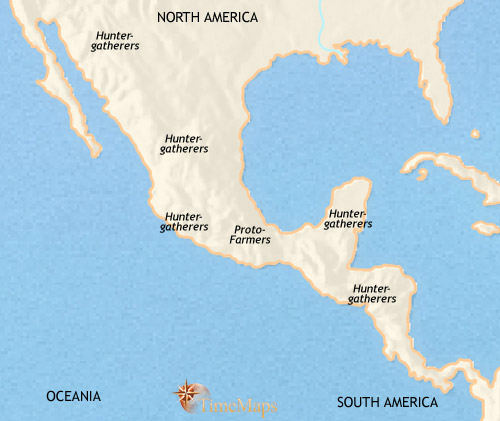 NORTH AMERICA
Hunter-
gatherers
Hunter-
gatherers
Hunter-
gatherers
Proto-
Farmers
Hunter-
gatherers
Hunter-
gatherers
OCEANIA
TimeMaps
SOUTH AMERICA